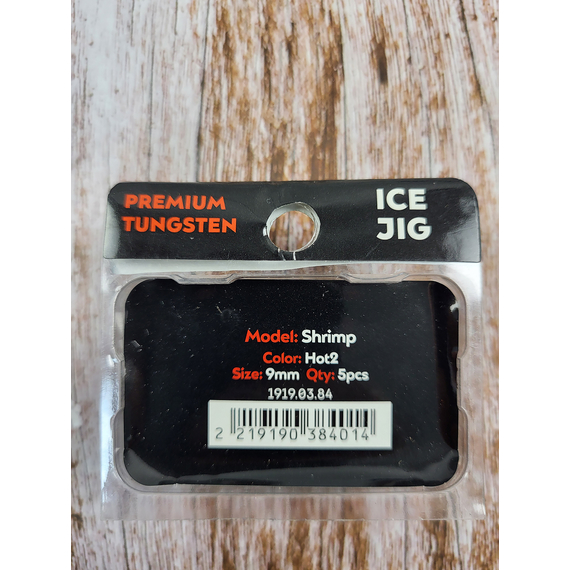 PREMIUM
TUNGSTEN
ICE
JIG
Model: Shrimp
Color: Hot2
Size: 9mm Qty: 5pcs
1919.03.84
2 219190 384014